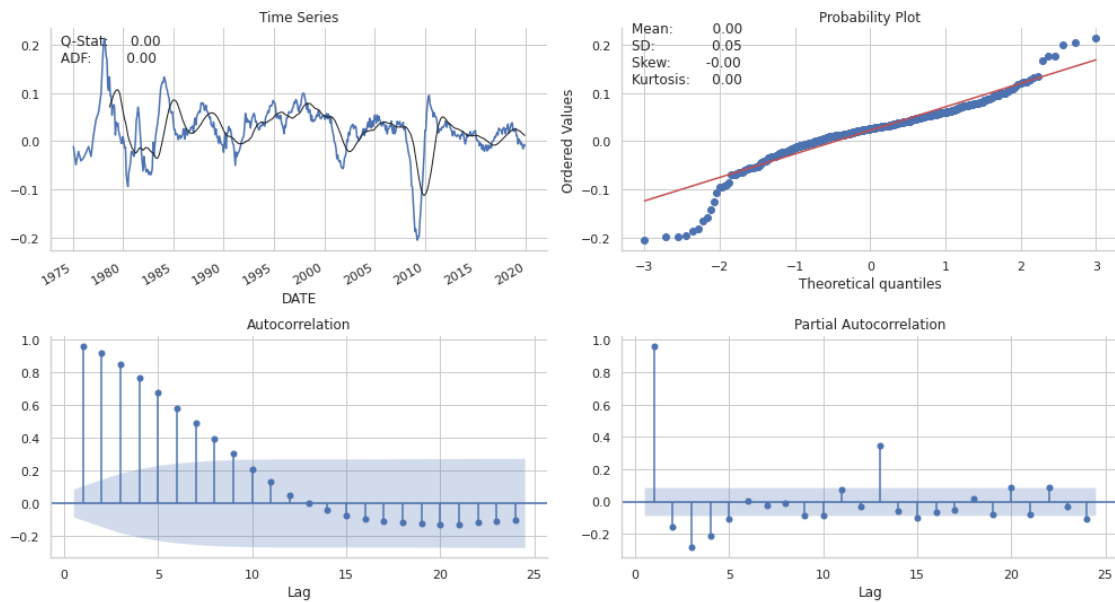 Time Series
Q-Stat: 0.00
ADF: 0.00
0.2
0.1
0.0
−0.1
−0.2
1975 1980 1985 1990 1995 2000 2005 2010 2015 2020
DATE
Probability Plot
Mean: 0.00
SD: 0.05
Skew: -0.00
Kurtosis: 0.00
Ordered Values
0.2
0.1
0.0
−0.1
−0.2
−3 −2 −1 0 1 2 3
Theoretical quantiles
Autocorrelation
1.0
0.8
0.6
0.4
0.2
0.0
−0.2
0 5 10 15 20 25
Lag
Partial Autocorrelation
1.0
0.8
0.6
0.4
0.2
0.0
−0.2
0 5 10 15 20 25
Lag